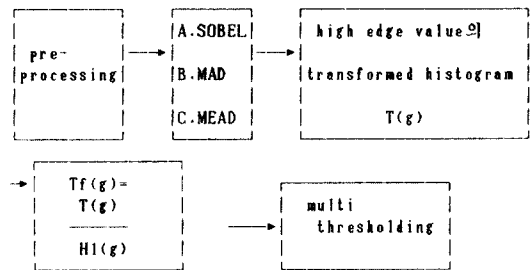 pre-
processing
A.SOBEL
B.MAD
C.MEAD
high edge value의
transformed histogram
T(g)
Tf(g)=
T(g)
H1(g)
multi
thresholding